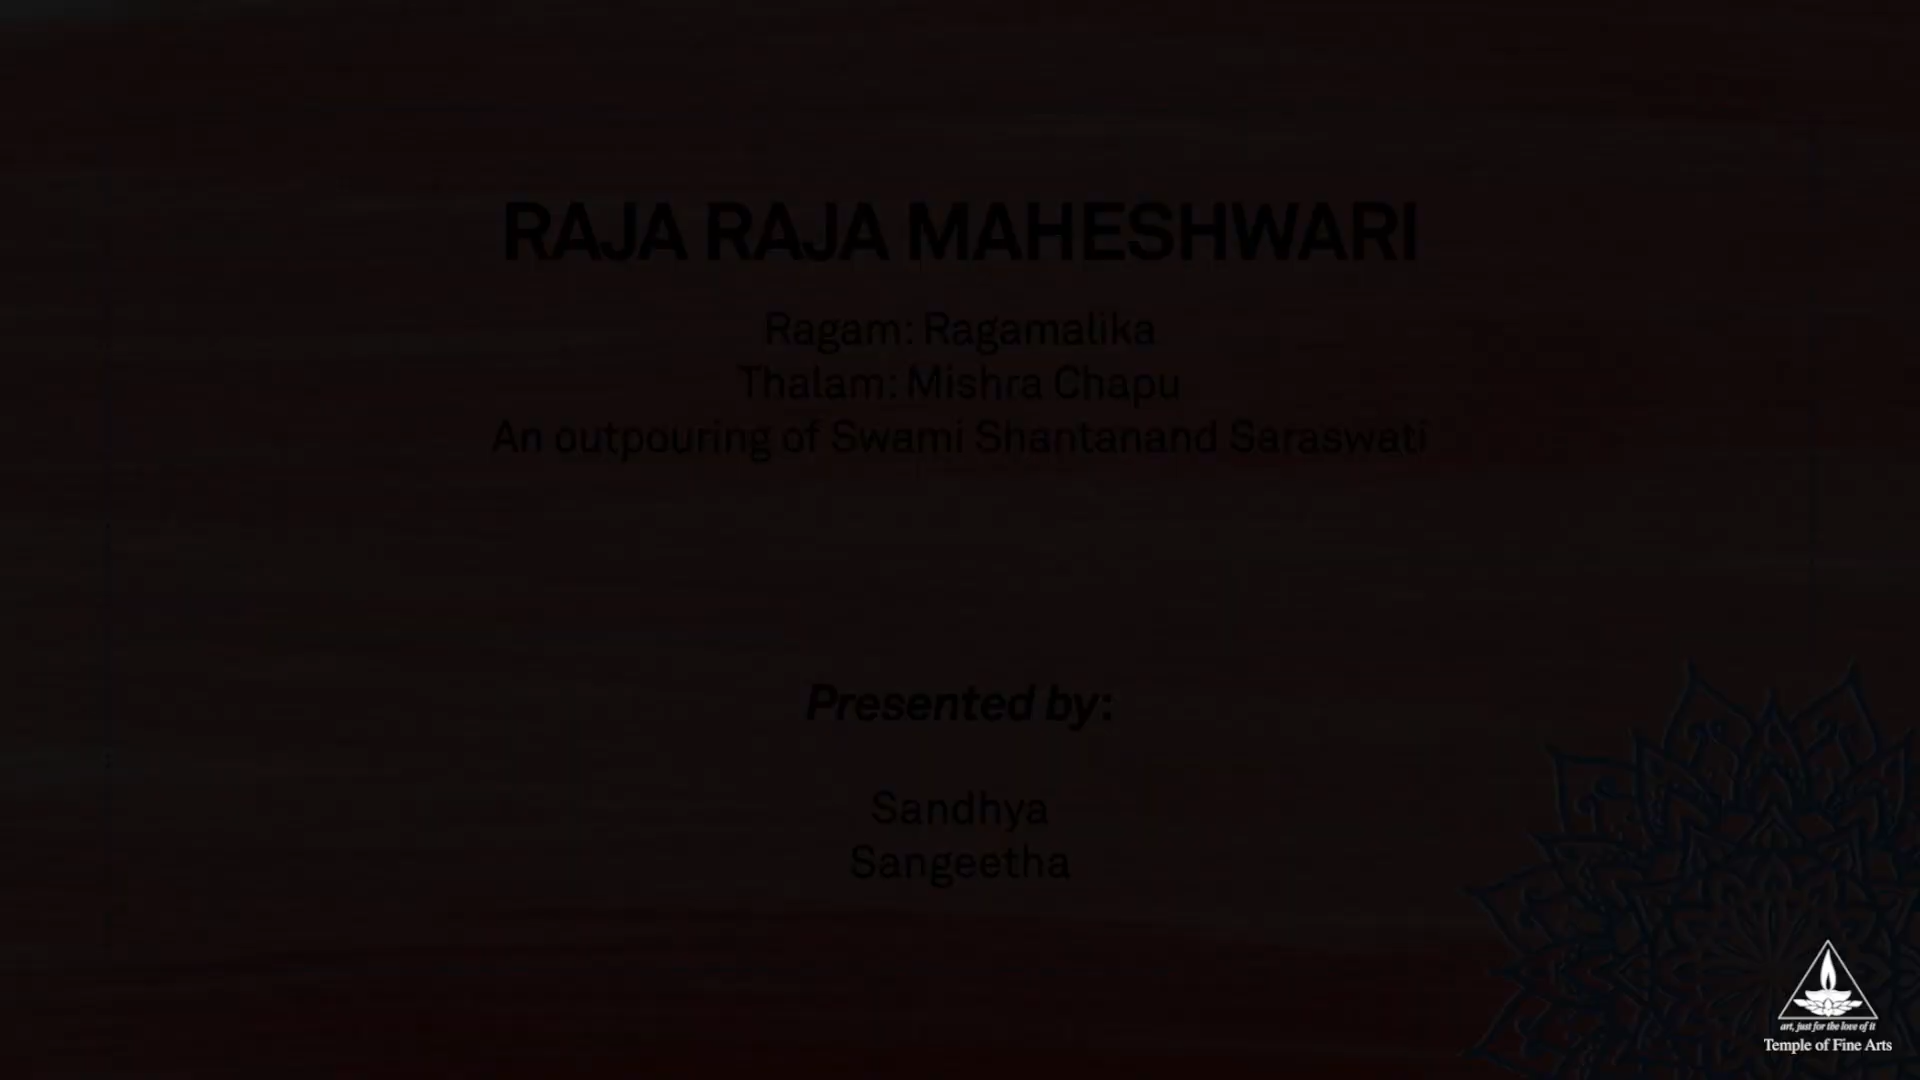 RAJA RAJA MAHESHWARI
Ragam: Ragamalika
Thalam: Mishra Chapu
An outpouring of Swami Shantanand Saraswati
Presented by:
Sandhya
Sangeetha
art, just for the love of it
Temple of Fine Arts